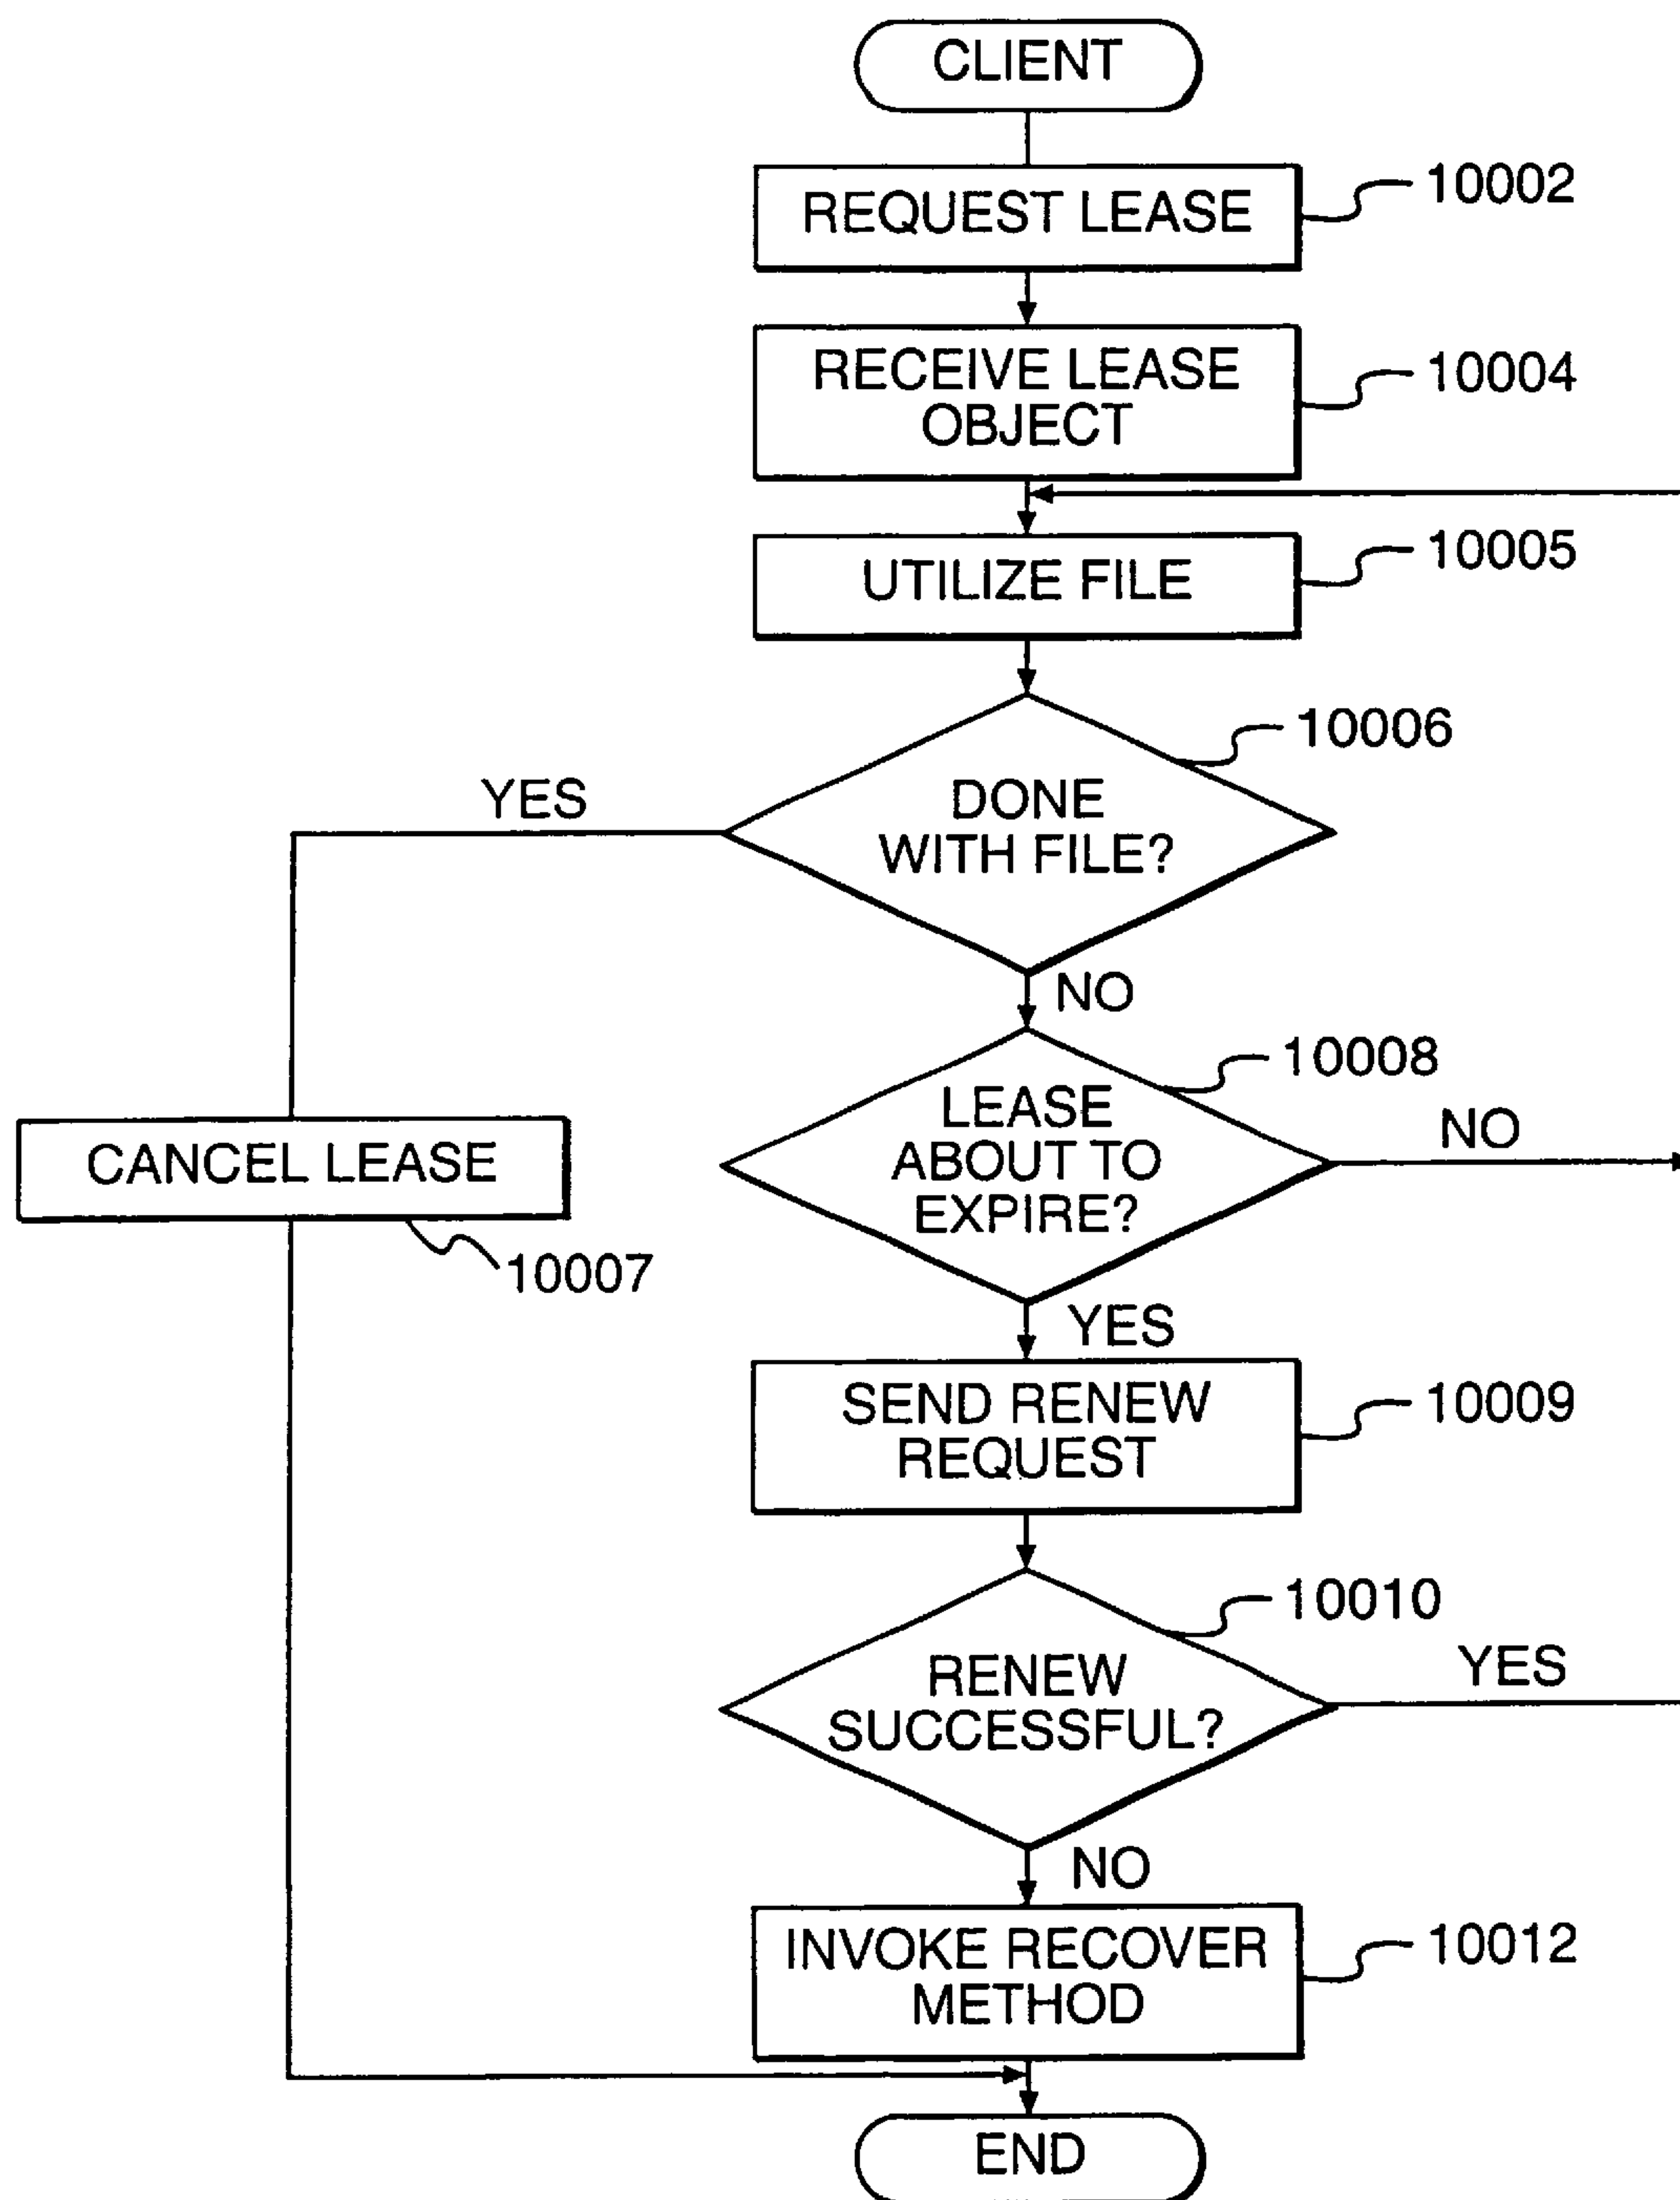 CLIENT
REQUEST LEASE
10002
RECEIVE LEASE
OBJECT
10004
UTILIZE FILE
10005
DONE
WITH FILE?
10006
YES
NO
LEASE
ABOUT TO
EXPIRE?
10008
NO
CANCEL LEASE
10007
YES
SEND RENEW
REQUEST
10009
RENEW
SUCCESSFUL?
10010
YES
NO
INVOKE RECOVER
METHOD
10012
END